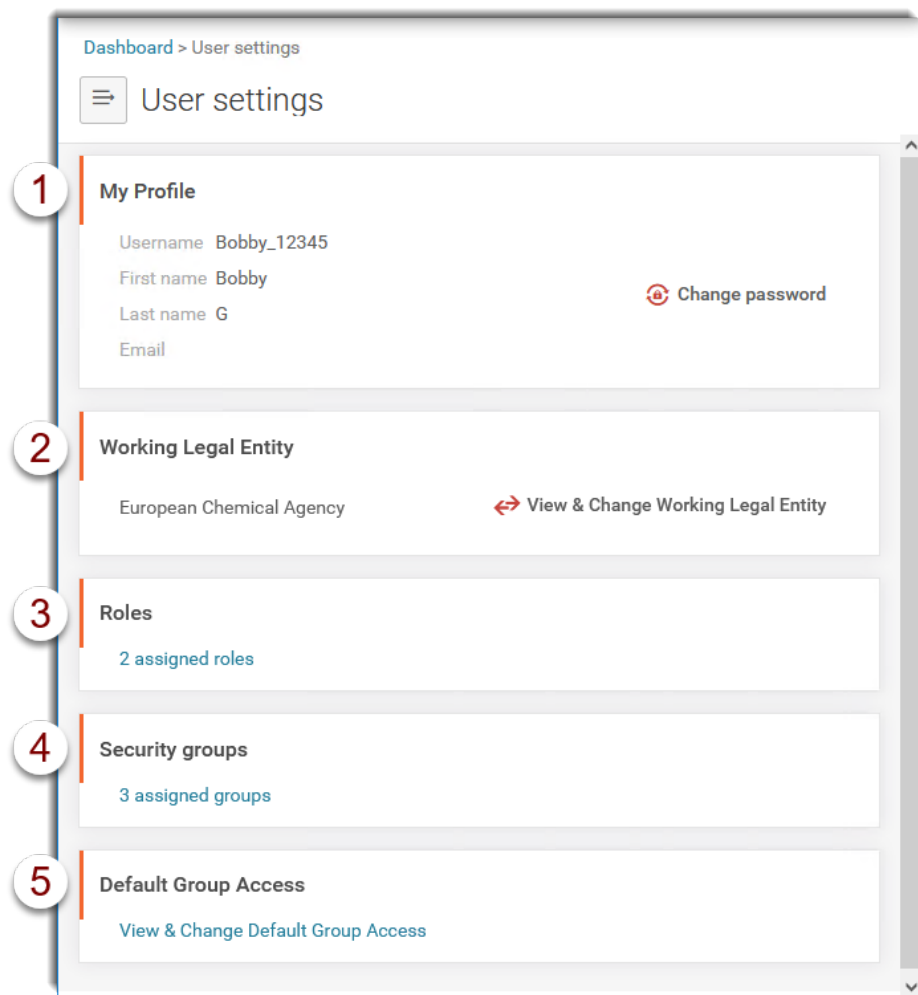 Dashboard > User settings
User settings
1
My Profile
Username Bobby_12345
First name Bobby
Last name G
Email
Change password
2
Working Legal Entity
European Chemical Agency
View & Change Working Legal Entity
3
Roles
2 assigned roles
4
Security groups
3 assigned groups
5
Default Group Access
View & Change Default Group Access